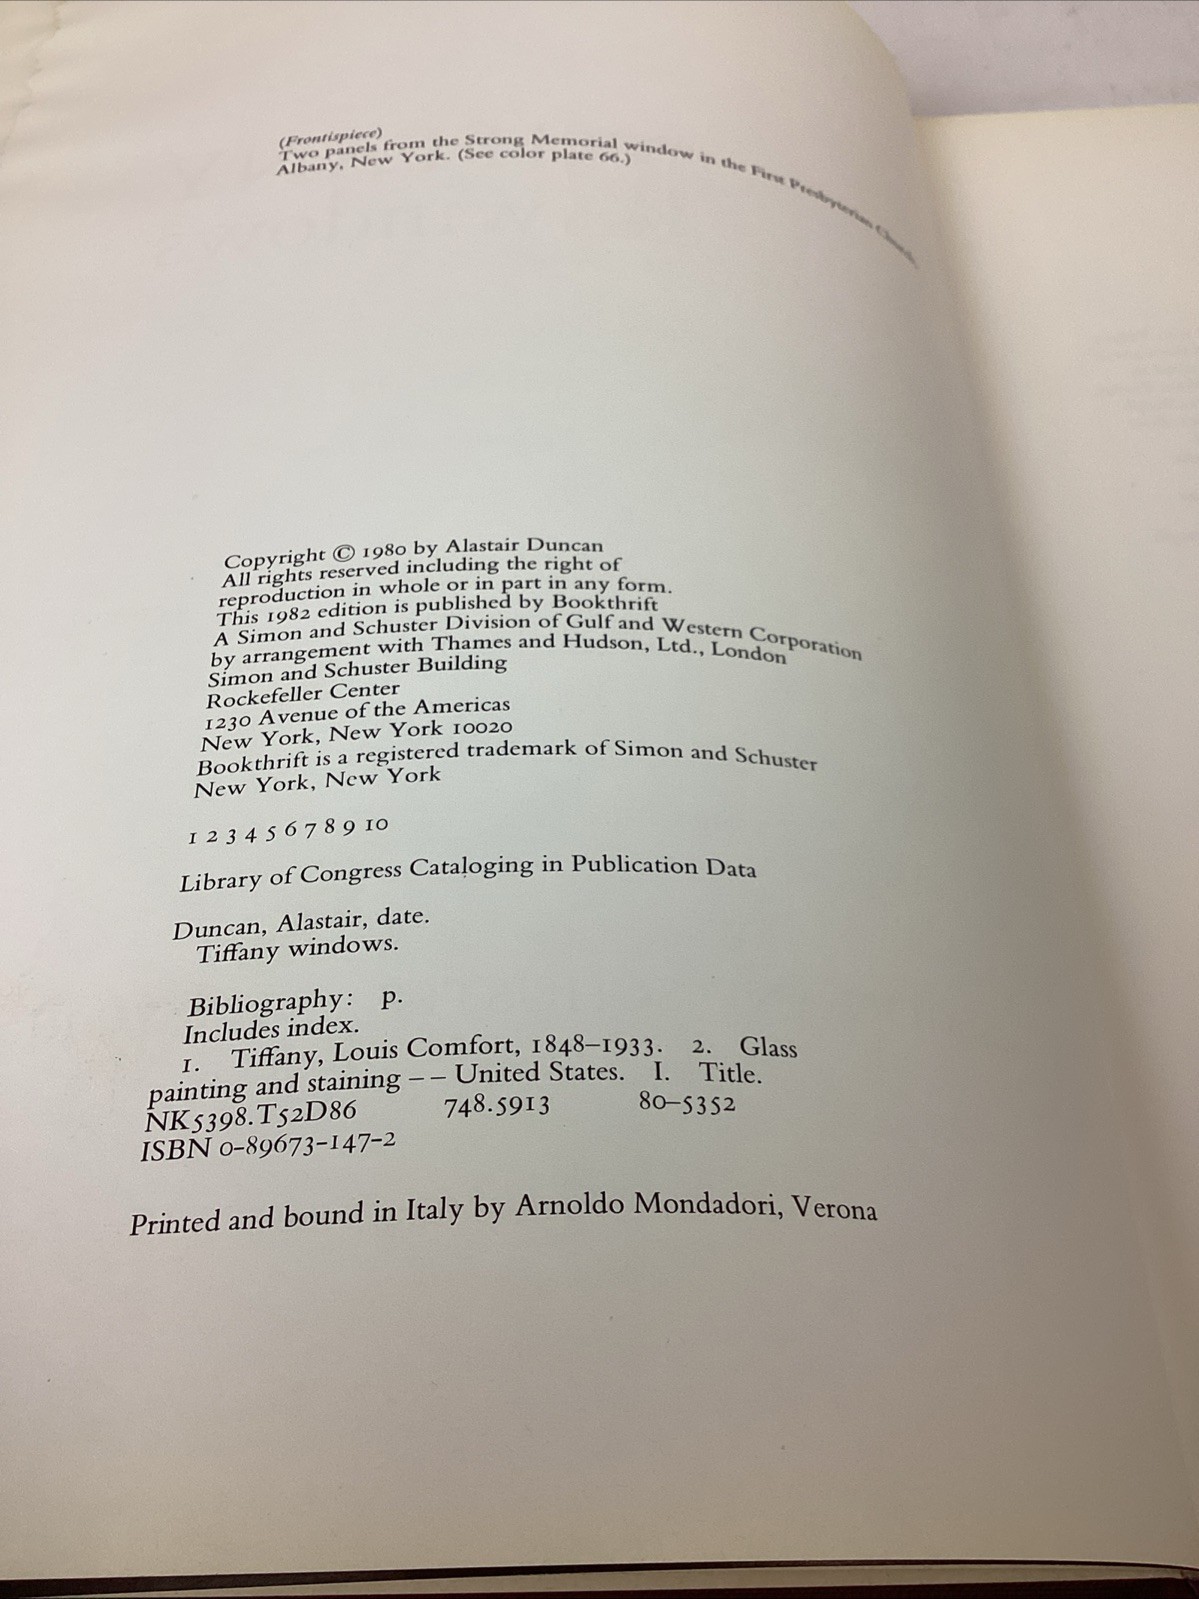 (Frontispiece)
Two panels from the Strong Memorial window in the First Presbyterian Church,
Albany, New York. (See color plate 66.)
Copyright © 1980 by Alastair Duncan
All rights reserved including the right of
reproduction in whole or in part in any form.
This 1982 edition is published by Bookthrift
A Simon and Schuster Division of Gulf and Western Corporation
by arrangement with Thames and Hudson, Ltd., London
Simon and Schuster Building
Rockefeller Center
1230 Avenue of the Americas
New York, New York 10020
Bookthrift is a registered trademark of Simon and Schuster
New York, New York
1 2 3 4 5 6 7 8 9 10
Library of Congress Cataloging in Publication Data
Duncan, Alastair, date.
Tiffany windows.
Bibliography: p.
Includes index.
1. Tiffany, Louis Comfort, 1848–1933. 2. Glass
painting and staining – – United States. I. Title.
NK5398.T52D86 748.5913 80–5352
ISBN 0-89673-147-2
Printed and bound in Italy by Arnoldo Mondadori, Verona